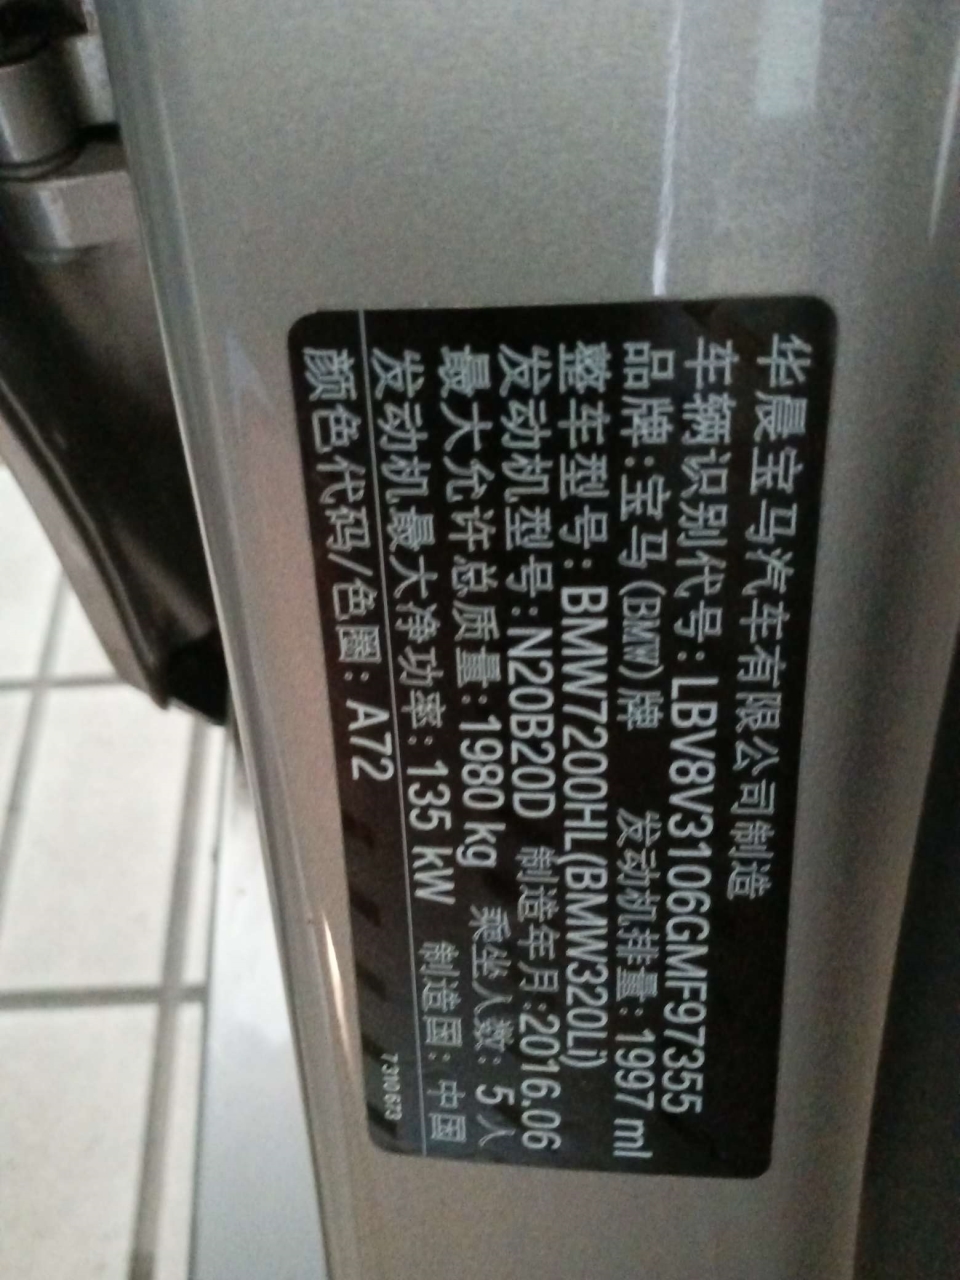 华晨宝马汽车有限公司制造
车辆识别代号:LBV8V3106GMF97355
品牌:宝马(BMW)牌 发动机排量:1997 ml
整车型号:BMW7200HL(BMW320Li)
发动机型号:N20B20D 制造年月:2016.06
最大允许总质量:1980 kg 乘坐人数:5人
发动机最大净功率:135 kW 制造国:中国
颜色代码/色圈:A72
7310673